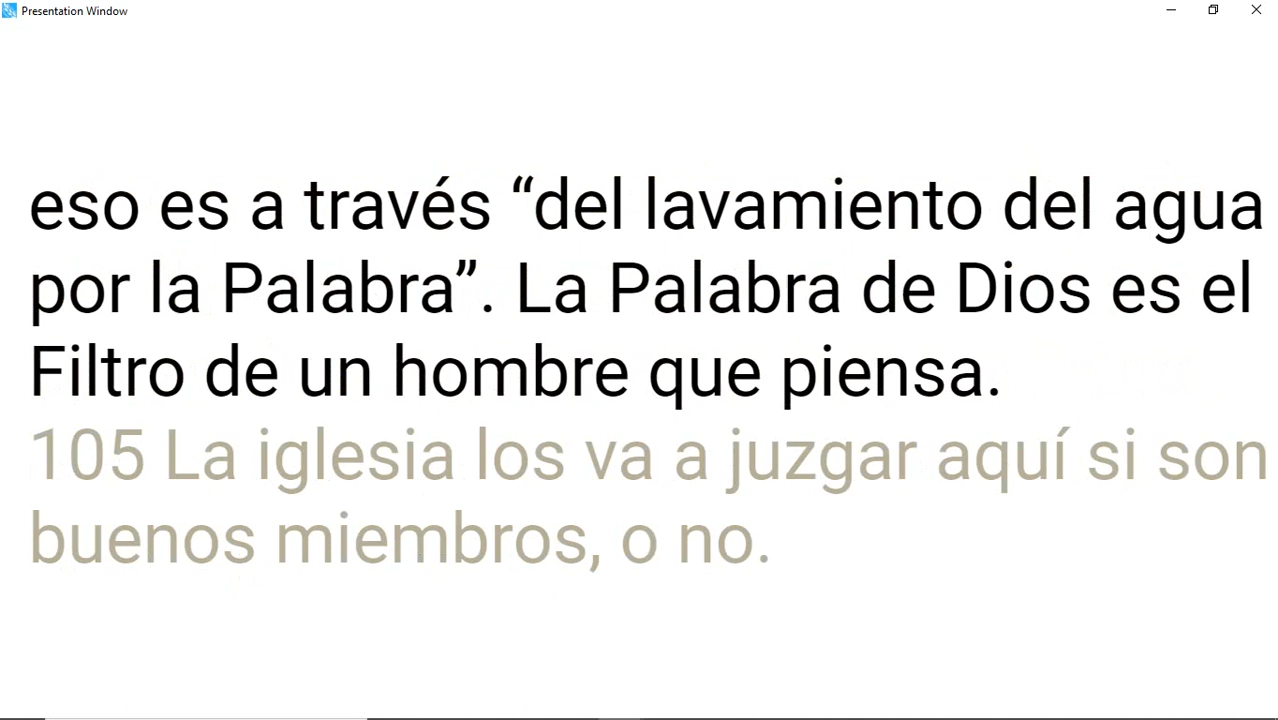 Presentation Window
eso es a través “del lavamiento del agua
por la Palabra”. La Palabra de Dios es el
Filtro de un hombre que piensa.
105 La iglesia los va a juzgar aquí si son
buenos miembros, o no.